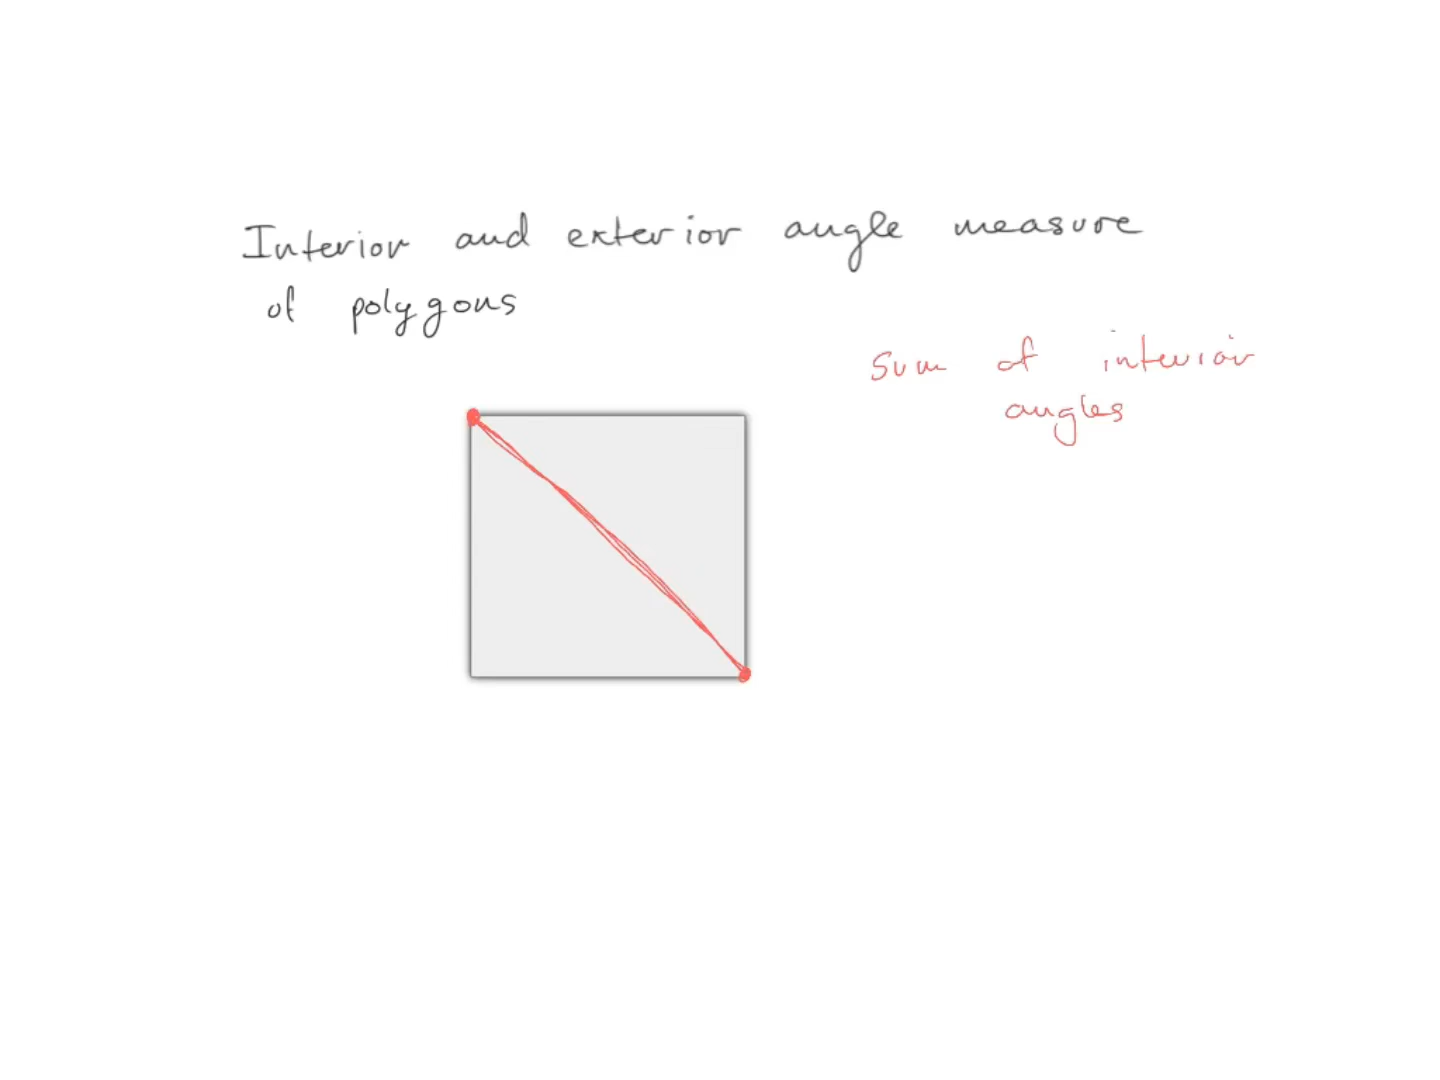 Interior and exterior angle measure
of polygons
Sum of interior
angles